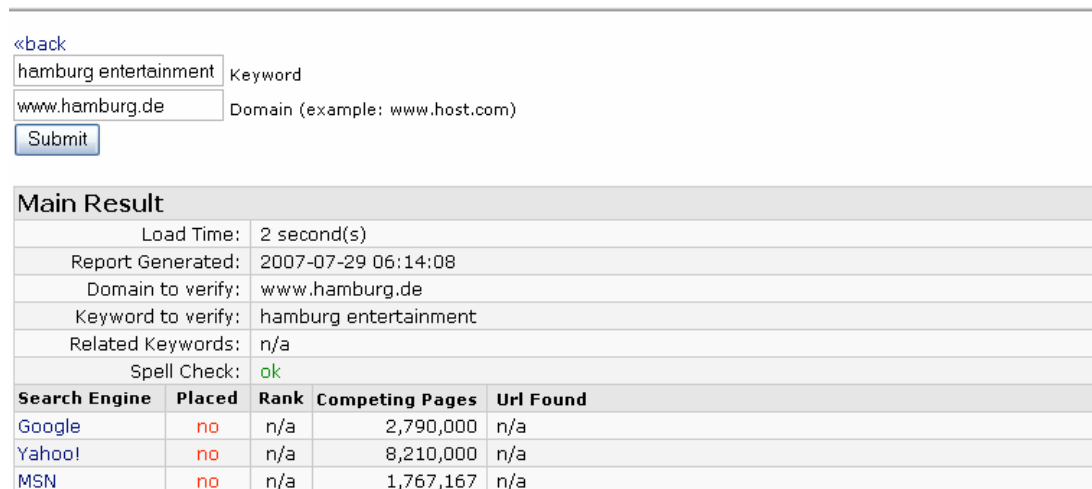 «back
hamburg entertainment Keyword
www.hamburg.de Domain (example: www.host.com)
Submit
Main Result
Load Time: 2 second(s)
Report Generated: 2007-07-29 06:14:08
Domain to verify: www.hamburg.de
Keyword to verify: hamburg entertainment
Related Keywords: n/a
Spell Check: ok
Search Engine Placed Rank Competing Pages Url Found
Google no n/a 2,790,000 n/a
Yahoo! no n/a 8,210,000 n/a
MSN no n/a 1,767,167 n/a